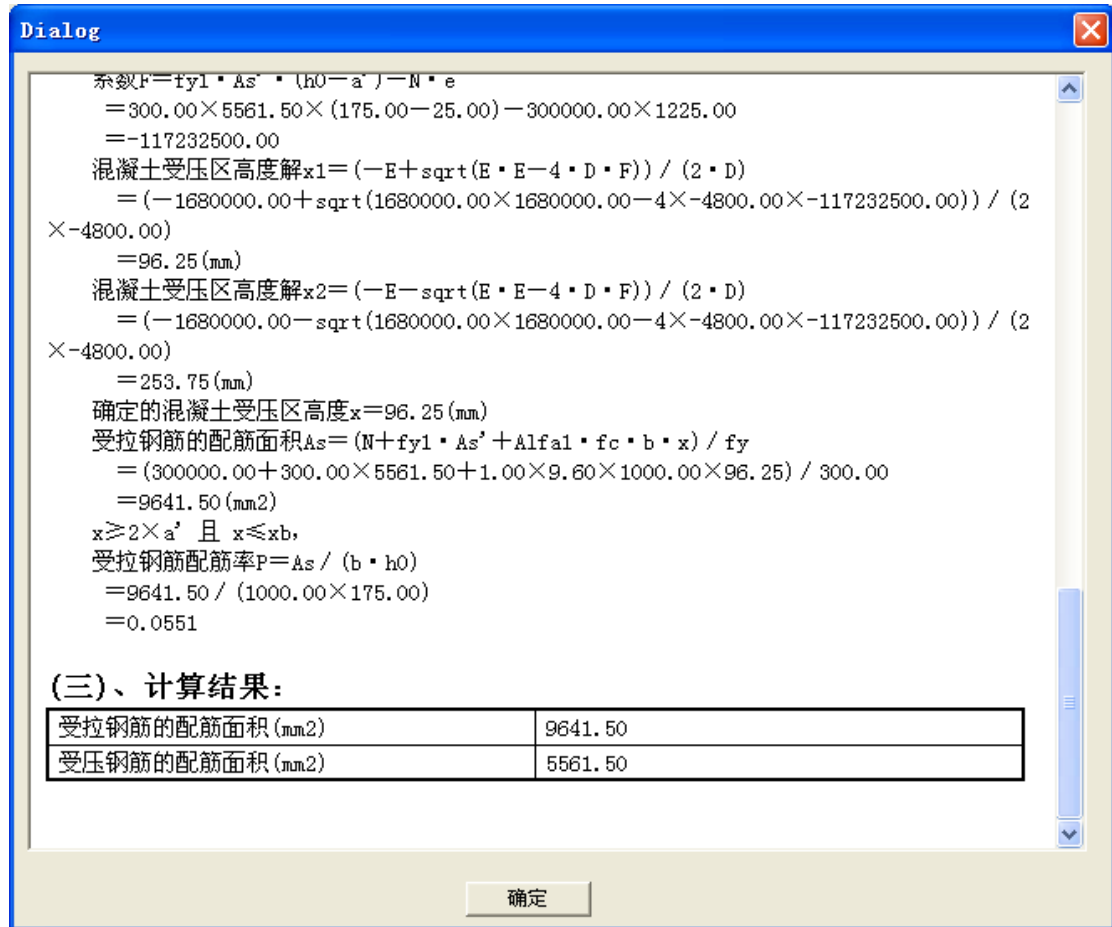 Dialog
系数F＝fy1·As'·(h0－a')－N·e
＝300.00×5561.50×(175.00－25.00)－300000.00×1225.00
＝-117232500.00
混凝土受压区高度解x1＝(－E＋sqrt(E·E－4·D·F))／(2·D)
＝(－1680000.00＋sqrt(1680000.00×1680000.00－4×-4800.00×-117232500.00))／(2
×-4800.00)
＝96.25(mm)
混凝土受压区高度解x2＝(－E－sqrt(E·E－4·D·F))／(2·D)
＝(－1680000.00－sqrt(1680000.00×1680000.00－4×-4800.00×-117232500.00))／(2
×-4800.00)
＝253.75(mm)
确定的混凝土受压区高度x＝96.25(mm)
受拉钢筋的配筋面积As＝(N＋fy1·As'＋Alfa1·fc·b·x)／fy
＝(300000.00＋300.00×5561.50＋1.00×9.60×1000.00×96.25)／300.00
＝9641.50(mm2)
x≥2×a' 且 x≤xb,
受拉钢筋配筋率P＝As／(b·h0)
＝9641.50／(1000.00×175.00)
＝0.0551
(三)、计算结果:
受拉钢筋的配筋面积(mm2) 9641.50
受压钢筋的配筋面积(mm2) 5561.50
确定